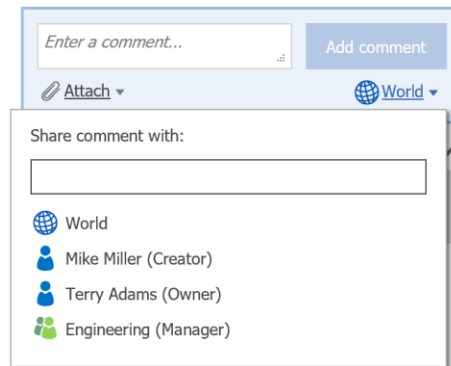 Enter a comment...
Add comment
Attach
World
Share comment with:
World
Mike Miller (Creator)
Terry Adams (Owner)
Engineering (Manager)